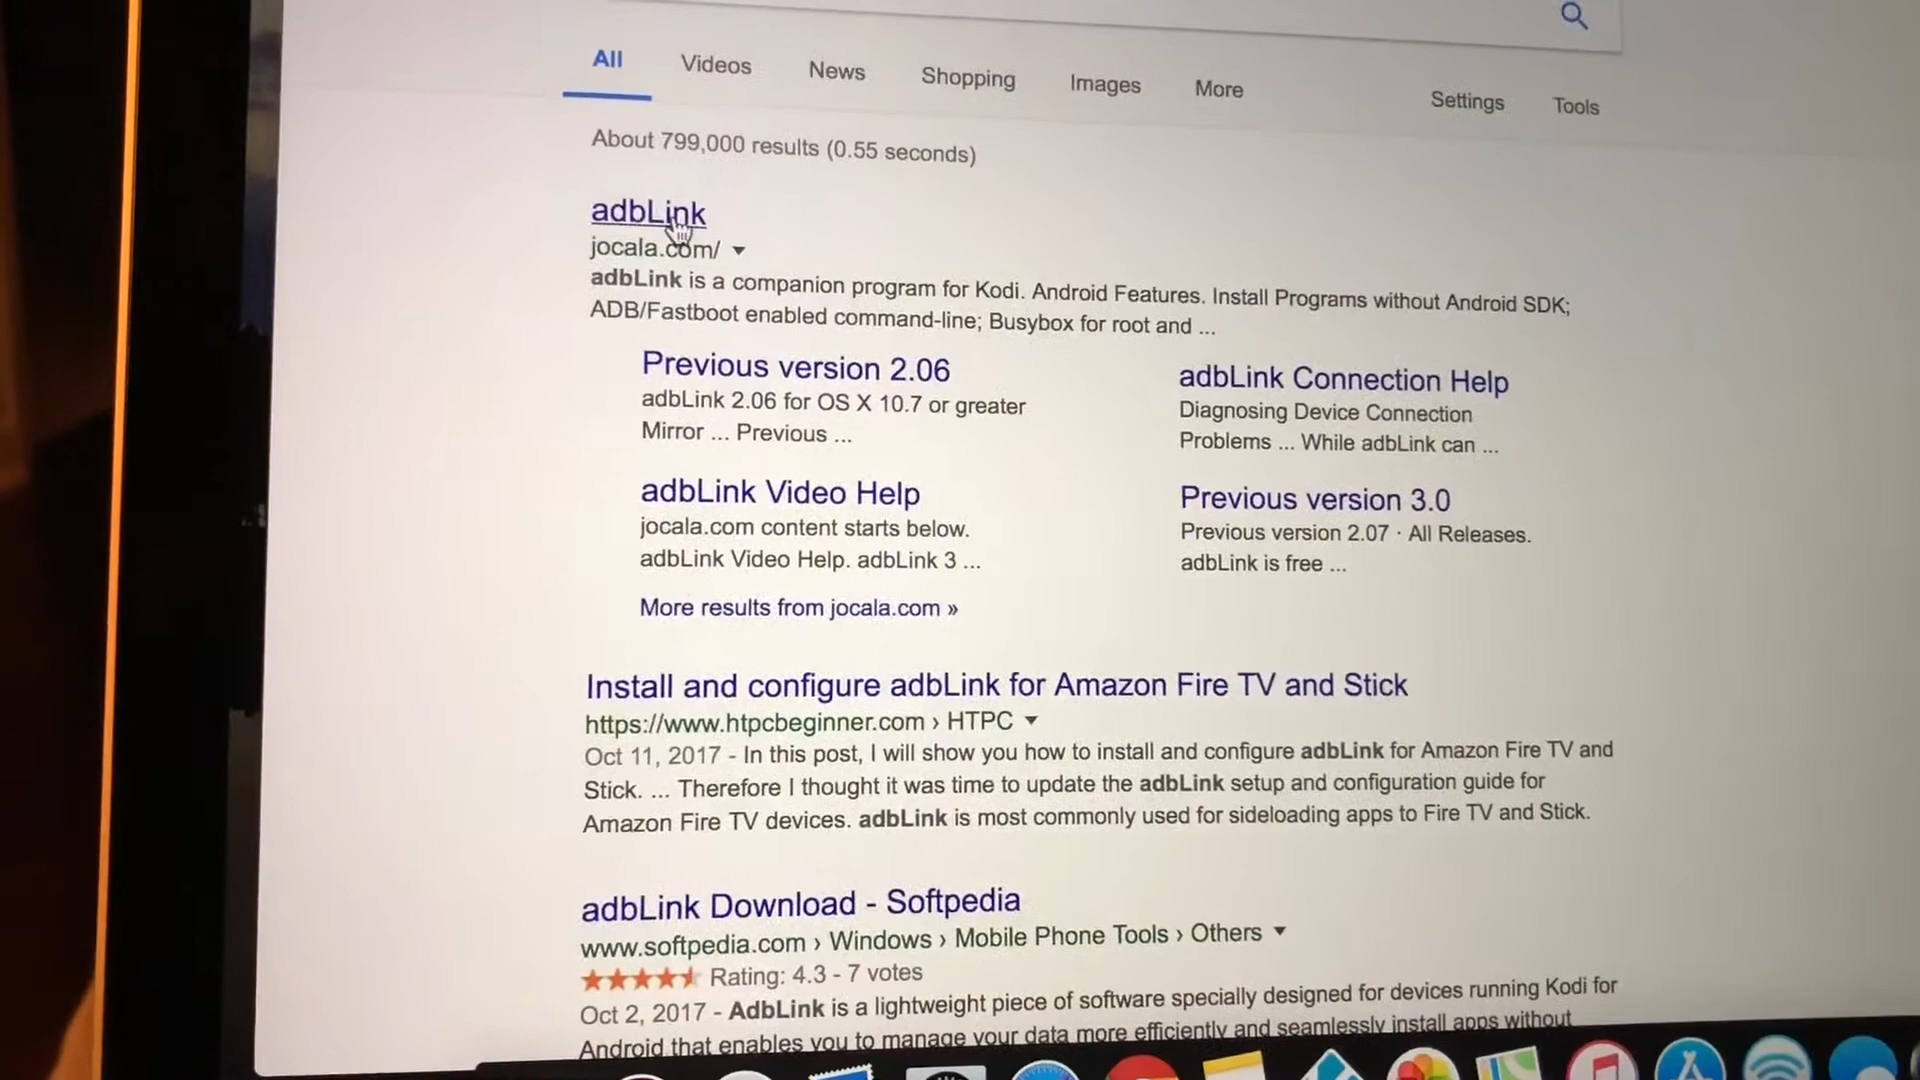 All Videos News Shopping Images More Settings Tools
About 799,000 results (0.55 seconds)
adbLink
jocala.com/
adbLink is a companion program for Kodi. Android Features. Install Programs without Android SDK;
ADB/Fastboot enabled command-line; Busybox for root and ...
Previous version 2.06
adbLink 2.06 for OS X 10.7 or greater
Mirror ... Previous ...
adbLink Connection Help
Diagnosing Device Connection
Problems ... While adbLink can ...
adbLink Video Help
jocala.com content starts below.
adbLink Video Help. adbLink 3 ...
Previous version 3.0
Previous version 2.07 · All Releases.
adbLink is free ...
More results from jocala.com »
Install and configure adbLink for Amazon Fire TV and Stick
https://www.htpcbeginner.com › HTPC
Oct 11, 2017 - In this post, I will show you how to install and configure adbLink for Amazon Fire TV and
Stick. ... Therefore I thought it was time to update the adbLink setup and configuration guide for
Amazon Fire TV devices. adbLink is most commonly used for sideloading apps to Fire TV and Stick.
adbLink Download - Softpedia
www.softpedia.com › Windows › Mobile Phone Tools › Others
Rating: 4.3 - 7 votes
Oct 2, 2017 - AdbLink is a lightweight piece of software specially designed for devices running Kodi for
Android that enables you to manage your data more efficiently and seamlessly install apps without